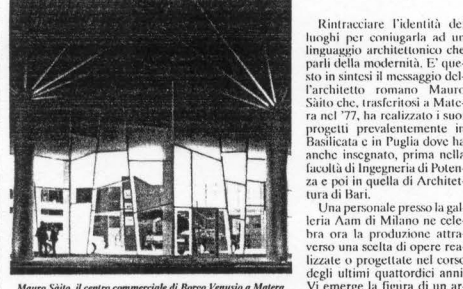 Rintracciare l'identità de
luoghi per coniugarla ad un
linguaggio architettonico che
parli della modernità. E' que-
sto in sintesi il messaggio del-
l'architetto romano Mauro
Sàito che, trasferitosi a Mate-
ra nel '77, ha realizzato i suo
progetti prevalentemente in
Basilicata e in Puglia dove ha
anche insegnato, prima nella
facoltà di Ingegneria di Poten-
za e poi in quella di Architet-
tura di Bari.
Una personale presso la gal-
leria Aam di Milano ne cele-
bra ora la produzione attra-
verso una scelta di opere rea-
lizzate o progettate nel corso
degli ultimi quattordici anni
Vi emerge la figura di un ar
Mauro Sàito, il centro commerciale di Borgo Venusio a Matera